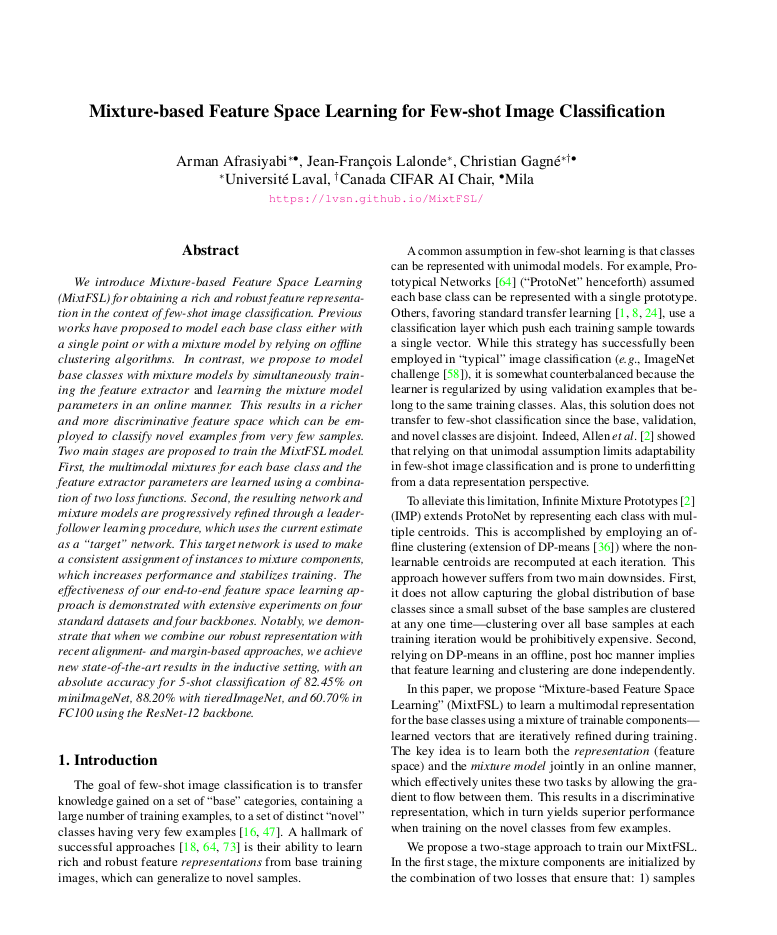 Mixture-based Feature Space Learning for Few-shot Image Classification
Arman Afrasiyabi∗•, Jean-François Lalonde∗, Christian Gagné∗†•
∗Université Laval, †Canada CIFAR AI Chair, •Mila
https://lvsn.github.io/MixtFSL/
Abstract
We introduce Mixture-based Feature Space Learning
(MixtFSL) for obtaining a rich and robust feature representa-
tion in the context of few-shot image classification. Previous
works have proposed to model each base class either with
a single point or with a mixture model by relying on offline
clustering algorithms. In contrast, we propose to model
base classes with mixture models by simultaneously train-
ing the feature extractor and learning the mixture model
parameters in an online manner. This results in a richer
and more discriminative feature space which can be em-
ployed to classify novel examples from very few samples.
Two main stages are proposed to train the MixtFSL model.
First, the multimodal mixtures for each base class and the
feature extractor parameters are learned using a combina-
tion of two loss functions. Second, the resulting network and
mixture models are progressively refined through a leader-
follower learning procedure, which uses the current estimate
as a “target” network. This target network is used to make
a consistent assignment of instances to mixture components,
which increases performance and stabilizes training. The
effectiveness of our end-to-end feature space learning ap-
proach is demonstrated with extensive experiments on four
standard datasets and four backbones. Notably, we demon-
strate that when we combine our robust representation with
recent alignment- and margin-based approaches, we achieve
new state-of-the-art results in the inductive setting, with an
absolute accuracy for 5-shot classification of 82.45% on
miniImageNet, 88.20% with tieredImageNet, and 60.70% in
FC100 using the ResNet-12 backbone.
1. Introduction
The goal of few-shot image classification is to transfer
knowledge gained on a set of “base” categories, containing a
large number of training examples, to a set of distinct “novel”
classes having very few examples [16, 47]. A hallmark of
successful approaches [18, 64, 73] is their ability to learn
rich and robust feature representations from base training
images, which can generalize to novel samples.
A common assumption in few-shot learning is that classes
can be represented with unimodal models. For example, Pro-
totypical Networks [64] (“ProtoNet” henceforth) assumed
each base class can be represented with a single prototype.
Others, favoring standard transfer learning [1, 8, 24], use a
classification layer which push each training sample towards
a single vector. While this strategy has successfully been
employed in “typical” image classification (e.g., ImageNet
challenge [58]), it is somewhat counterbalanced because the
learner is regularized by using validation examples that be-
long to the same training classes. Alas, this solution does not
transfer to few-shot classification since the base, validation,
and novel classes are disjoint. Indeed, Allen et al. [2] showed
that relying on that unimodal assumption limits adaptability
in few-shot image classification and is prone to underfitting
from a data representation perspective.
To alleviate this limitation, Infinite Mixture Prototypes [2]
(IMP) extends ProtoNet by representing each class with mul-
tiple centroids. This is accomplished by employing an of-
fline clustering (extension of DP-means [36]) where the non-
learnable centroids are recomputed at each iteration. This
approach however suffers from two main downsides. First,
it does not allow capturing the global distribution of base
classes since a small subset of the base samples are clustered
at any one time—clustering over all base samples at each
training iteration would be prohibitively expensive. Second,
relying on DP-means in an offline, post hoc manner implies
that feature learning and clustering are done independently.
In this paper, we propose “Mixture-based Feature Space
Learning” (MixtFSL) to learn a multimodal representation
for the base classes using a mixture of trainable components—
learned vectors that are iteratively refined during training.
The key idea is to learn both the representation (feature
space) and the mixture model jointly in an online manner,
which effectively unites these two tasks by allowing the gra-
dient to flow between them. This results in a discriminative
representation, which in turn yields superior performance
when training on the novel classes from few examples.
We propose a two-stage approach to train our MixtFSL.
In the first stage, the mixture components are initialized by
the combination of two losses that ensure that: 1) samples